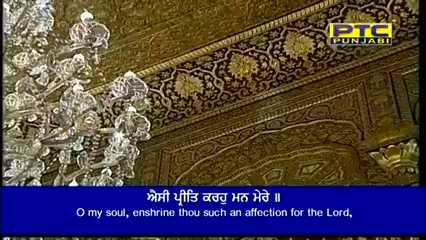 PTC
PUNJABI
ਐਸੀ ਪ੍ਰੀਤਿ ਕਰਹੁ ਮਨ ਮੇਰੇ ॥
O my soul, enshrine thou such an affection for the Lord,